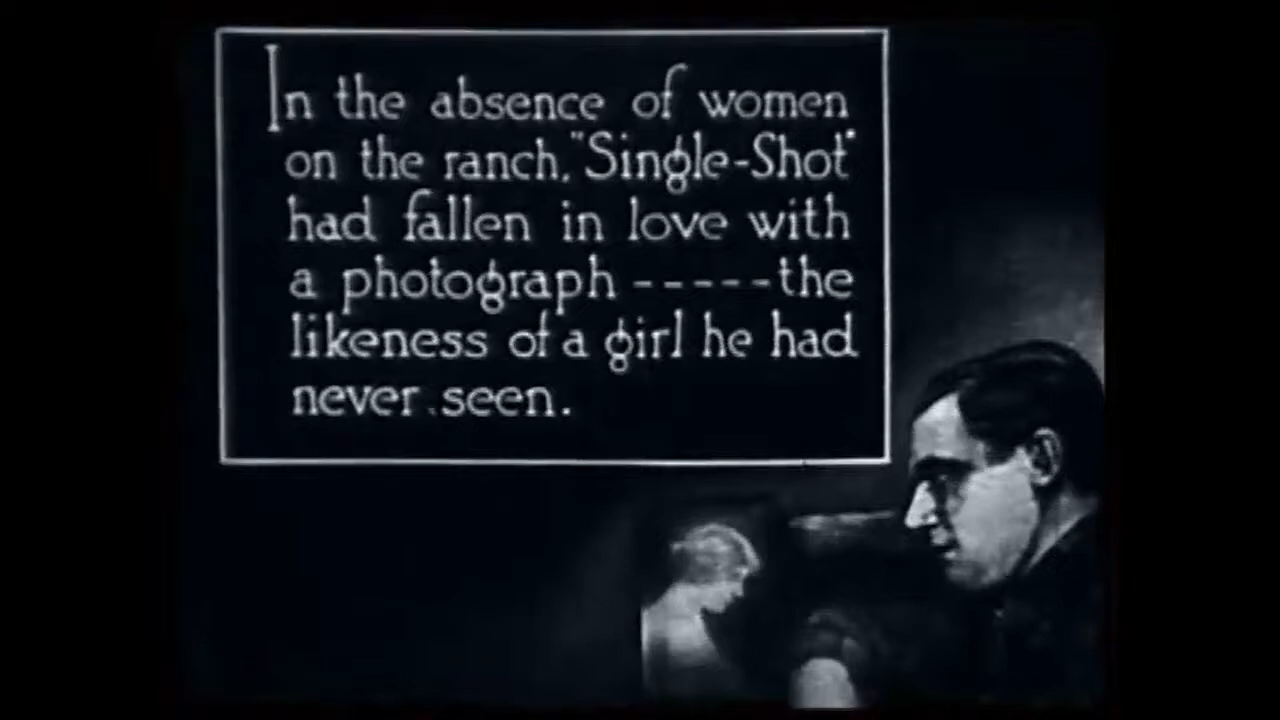 In the absence of women
on the ranch, "Single-Shot"
had fallen in love with
a photograph -----the
likeness of a girl he had
never seen.